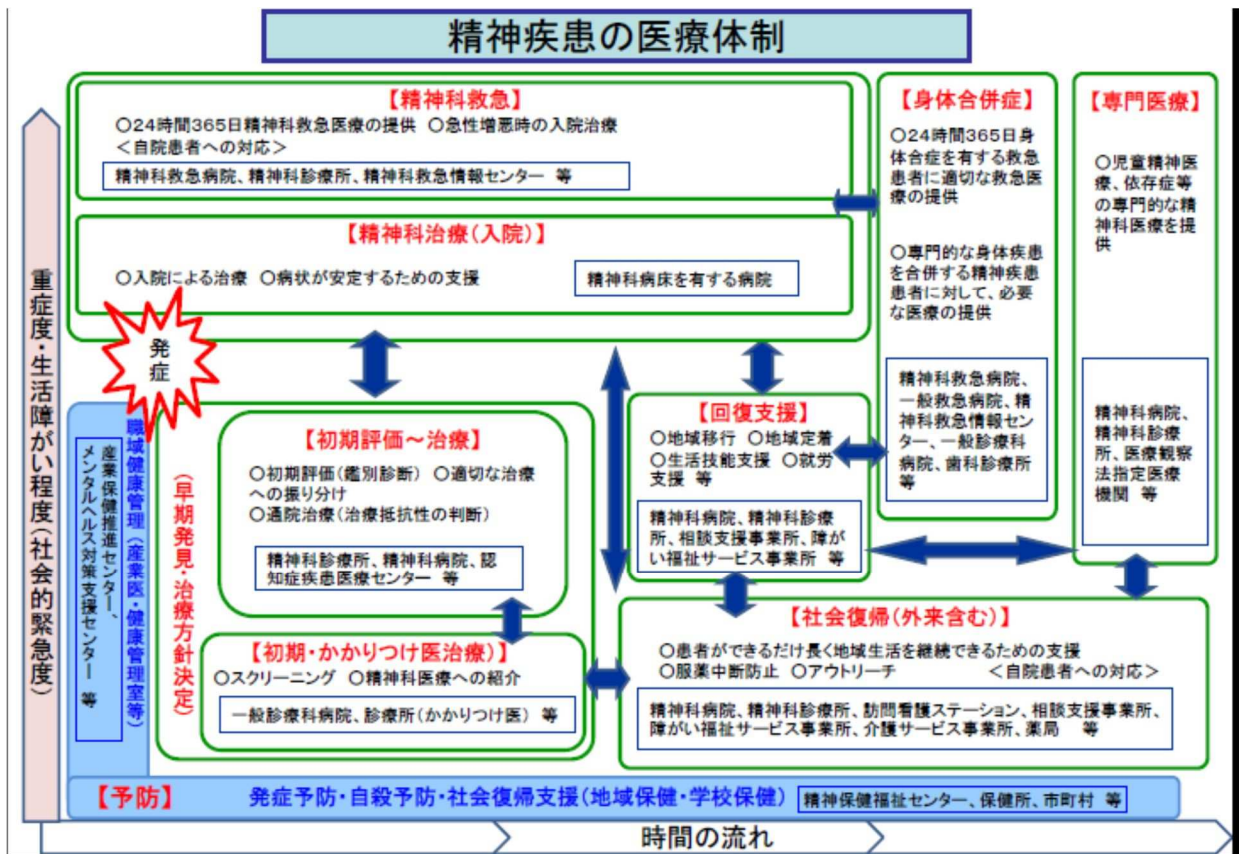 精神疾患の医療体制
重症度・生活障がい程度(社会的緊急度)
【精神科救急】
○24時間365日精神科救急医療の提供 ○急性増悪時の入院治療
<自院患者への対応>
精神科救急病院、精神科診療所、精神科救急情報センター 等
【精神科治療(入院)】
○入院による治療 ○病状が安定するための支援
精神科病床を有する病院
【身体合併症】
○24時間365日身
体合症を有する救急
患者に適切な救急医
療の提供
○専門的な身体疾患
を合併する精神疾患
患者に対して、必要
な医療の提供
精神科救急病院、
一般救急病院、精神
科救急情報セン
ター、一般診療科
病院、歯科診療所
等
【専門医療】
○児童精神医
療、依存症等
の専門的な精
神科医療を提
供
精神科病院、
精神科診療
所、医療観察
法指定医療
機関 等
発
症
職域健康管理(産業医・健康管理室等)
産業保健推進センター、
メンタルヘルス対策支援センター 等
(早期発見・治療方針決定)
【初期評価~治療】
○初期評価(鑑別診断) ○適切な治療
への振り分け
○通院治療(治療抵抗性の判断)
精神科診療所、精神科病院、認
知症疾患医療センター 等
【初期・かかりつけ医治療)】
○スクリーニング ○精神科医療への紹介
一般診療科病院、診療所(かかりつけ医) 等
【回復支援】
○地域移行 ○地域定着
○生活技能支援 ○就労
支援 等
精神科病院、精神科診療
所、相談支援事業所、障が
い福祉サービス事業所 等
【社会復帰(外来含む)】
○患者ができるだけ長く地域生活を継続できるための支援
○服薬中断防止 ○アウトリーチ <自院患者への対応>
精神科病院、精神科診療所、訪問看護ステーション、相談支援事業所、
障がい福祉サービス事業所、介護サービス事業所、薬局 等
【予防】 発症予防・自殺予防・社会復帰支援(地域保健・学校保健) 精神保健福祉センター、保健所、市町村 等
時間の流れ